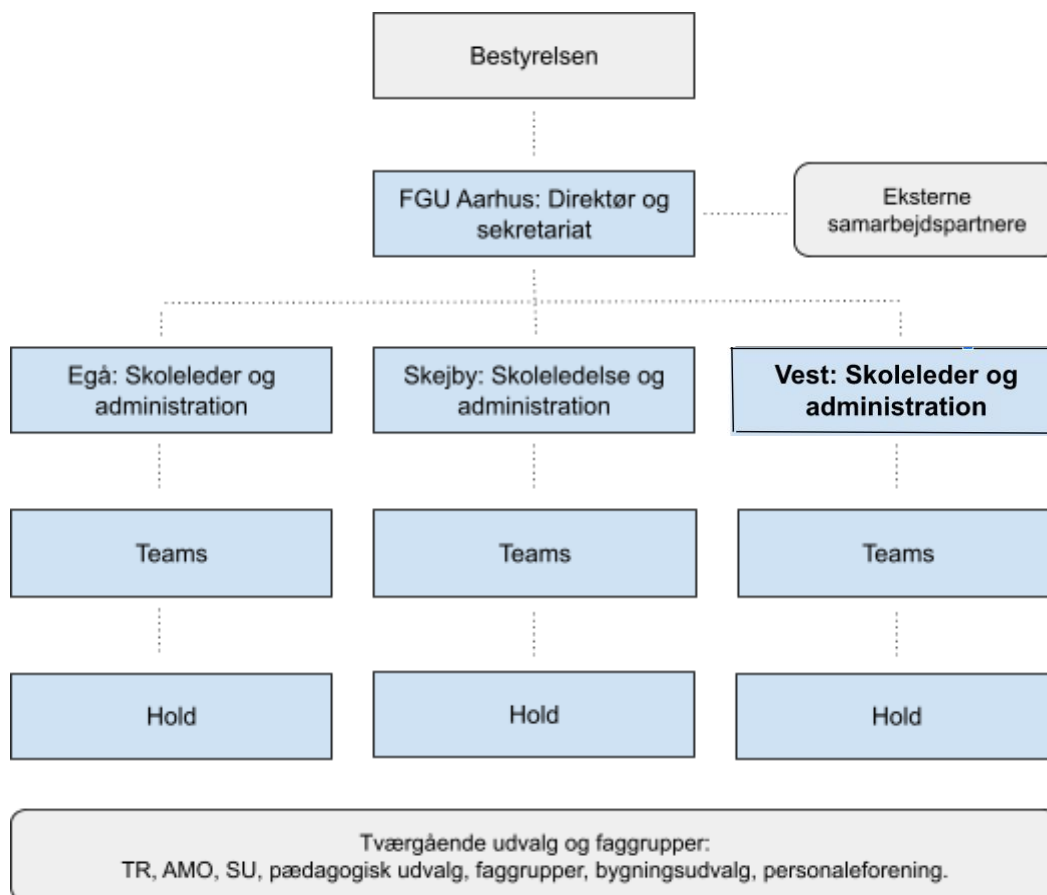 Bestyrelsen
FGU Aarhus: Direktør og
sekretariat
Eksterne
samarbejdspartnere
Egå: Skoleleder og
administration
Skejby: Skoleledelse og
administration
Vest: Skoleleder og
administration
Teams
Teams
Teams
Hold
Hold
Hold
Tværgående udvalg og faggrupper:
TR, AMO, SU, pædagogisk udvalg, faggrupper, bygningsudvalg, personaleforening.